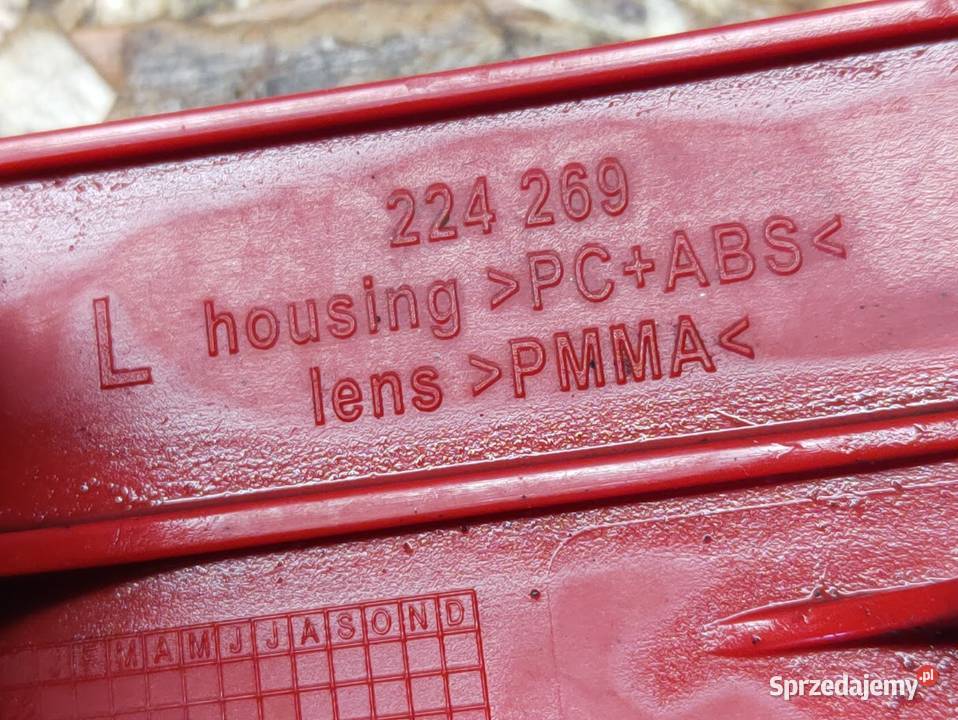 224 269
L housing >PC+ABS<
lens >PMMA<
J F M A M J J A S O N D
Sprzedajemy.pl